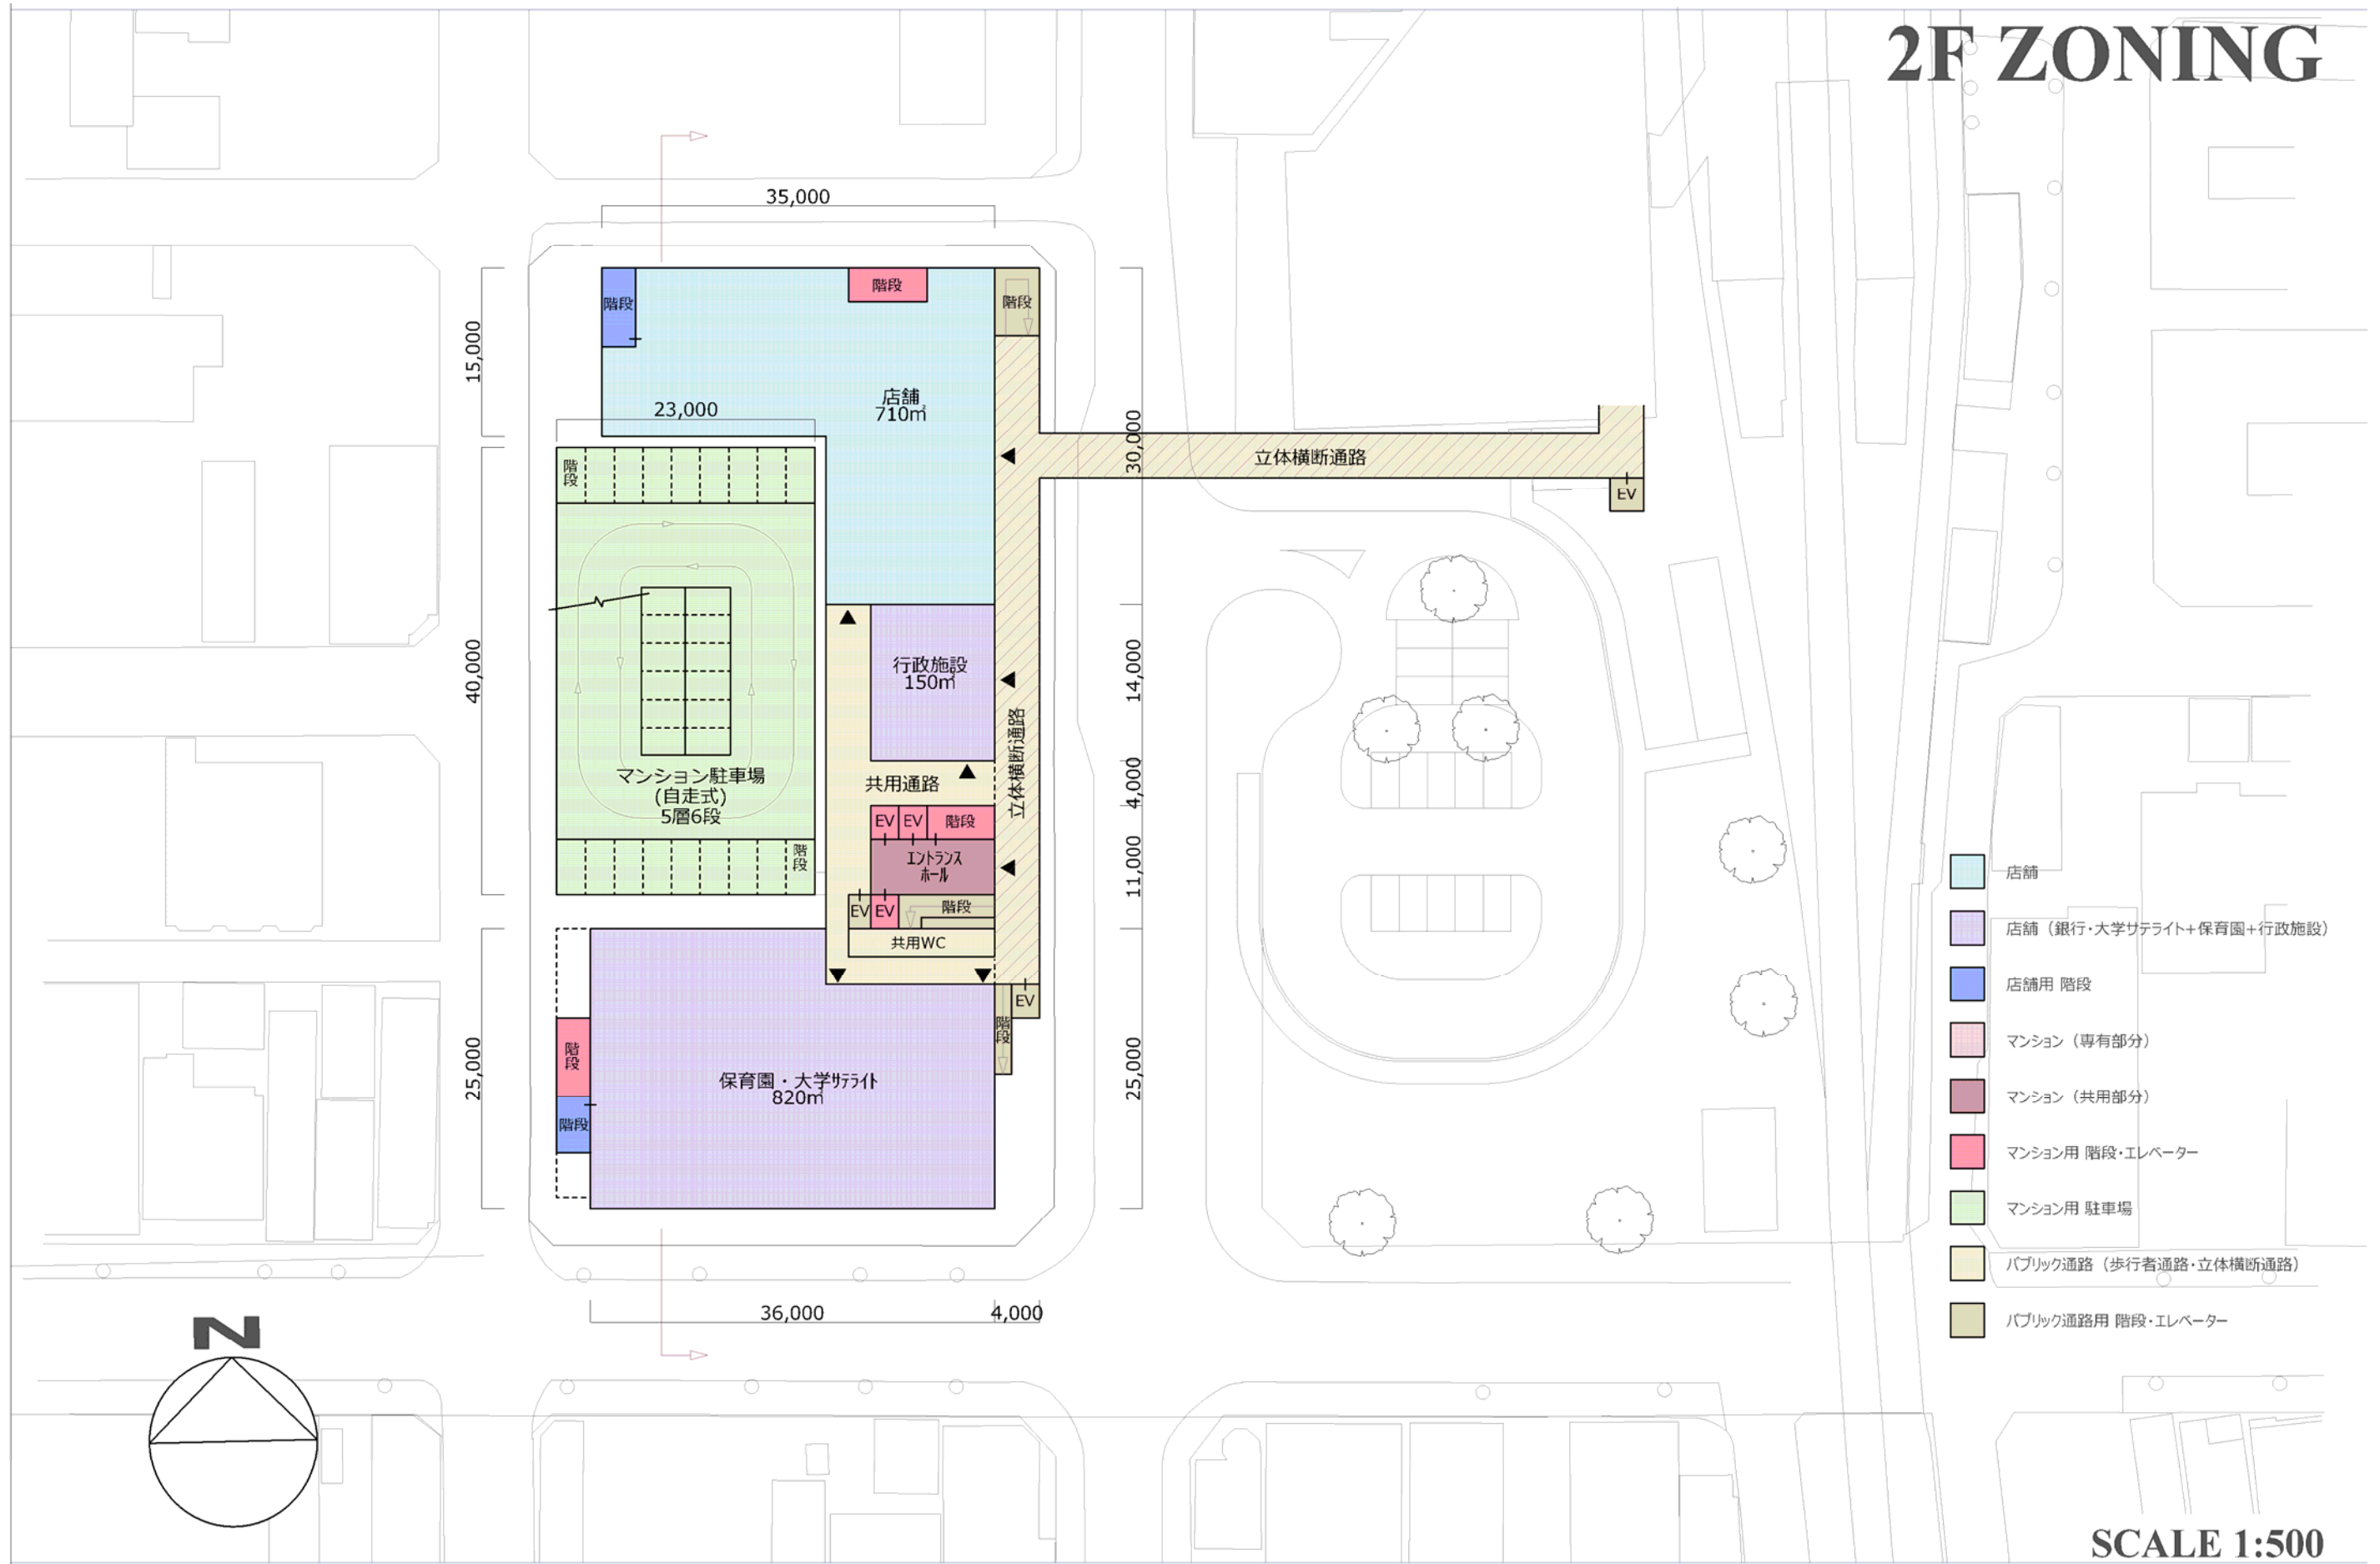 2F ZONING
35,000
階段
階段
階段
15,000
店舗
710㎡
23,000
30,000
階段
立体横断通路
EV
行政施設
150㎡
40,000
14,000
立体横断通路
マンション駐車場
(自走式)
5層6段
共用通路
4,000
EV
EV
階段
階段
エントランス
ホール
11,000
EV
EV
階段
共用WC
EV
階段
階段
25,000
25,000
保育園・大学サテライト
820㎡
階段
36,000
4,000
店舗
店舗（銀行・大学サテライト+保育園+行政施設）
店舗用 階段
マンション（専有部分）
マンション（共用部分）
マンション用 階段・エレベーター
マンション用 駐車場
パブリック通路（歩行者通路・立体横断通路）
パブリック通路用 階段・エレベーター
N
SCALE 1:500